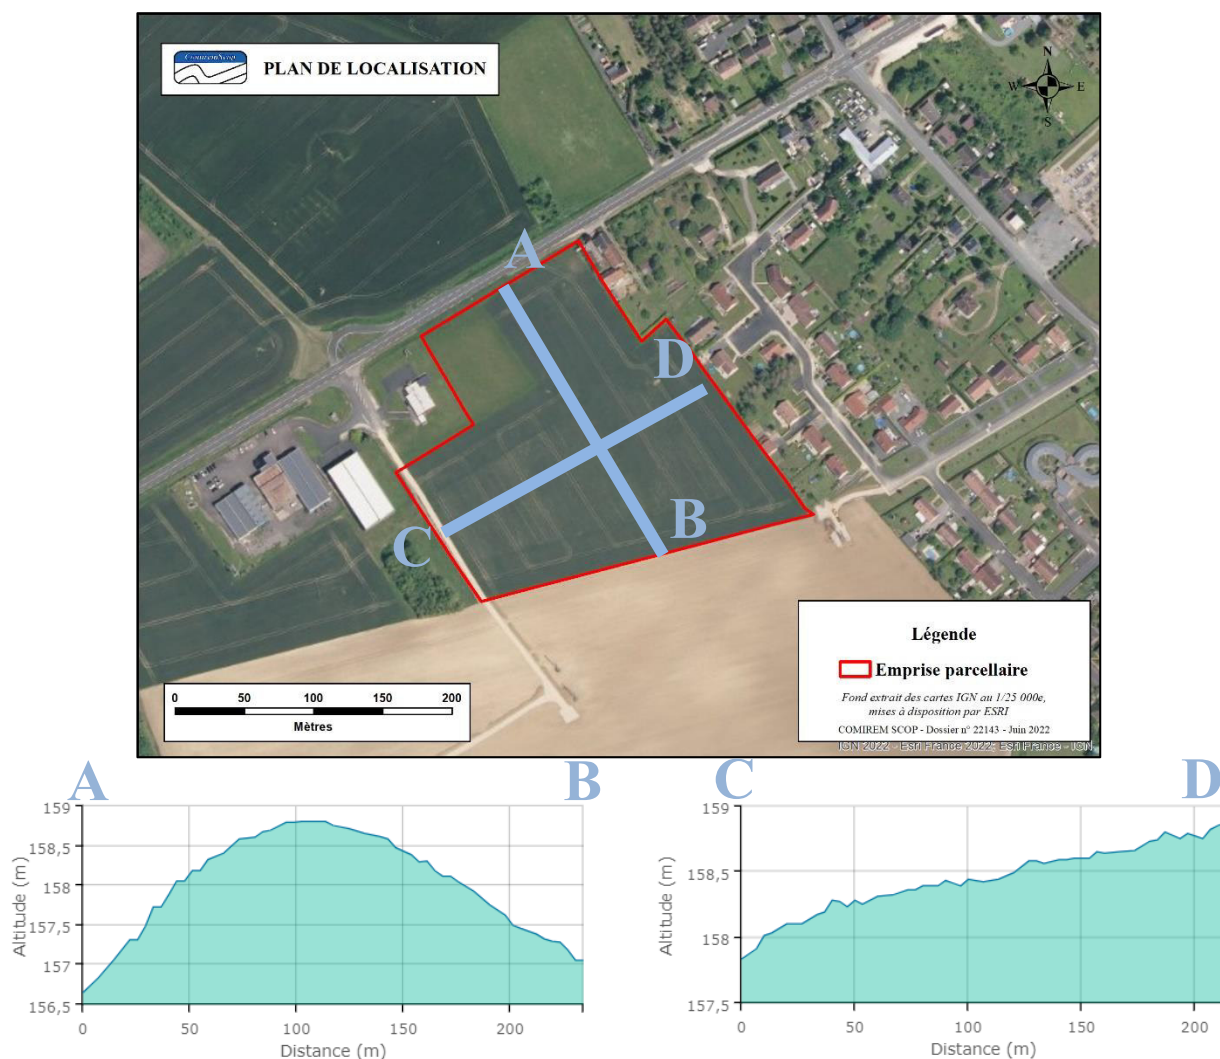 ComiremScop
PLAN DE LOCALISATION
N
W E
S
A
D
B
C
Légende
Emprise parcellaire
Fond extrait des cartes IGN au 1/25 000e,
mises à disposition par ESRI
COMIREM SCOP - Dossier n° 22143 - Juin 2022
IGN 2022 - Esri France 2022; Esri France - IGN
0 50 100 150 200
Mètres
A B
159
158,5
158
157,5
157
156,5
Altitude (m)
0 50 100 150 200
Distance (m)
C D
159
158,5
158
157,5
Altitude (m)
0 50 100 150 200
Distance (m)